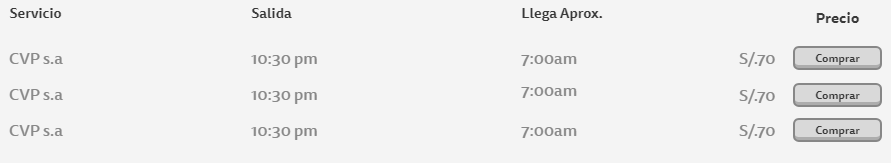 Servicio Salida Llega Aprox. Precio
CVP s.a 10:30 pm 7:00am S/.70 Comprar
CVP s.a 10:30 pm 7:00am S/.70 Comprar
CVP s.a 10:30 pm 7:00am S/.70 Comprar